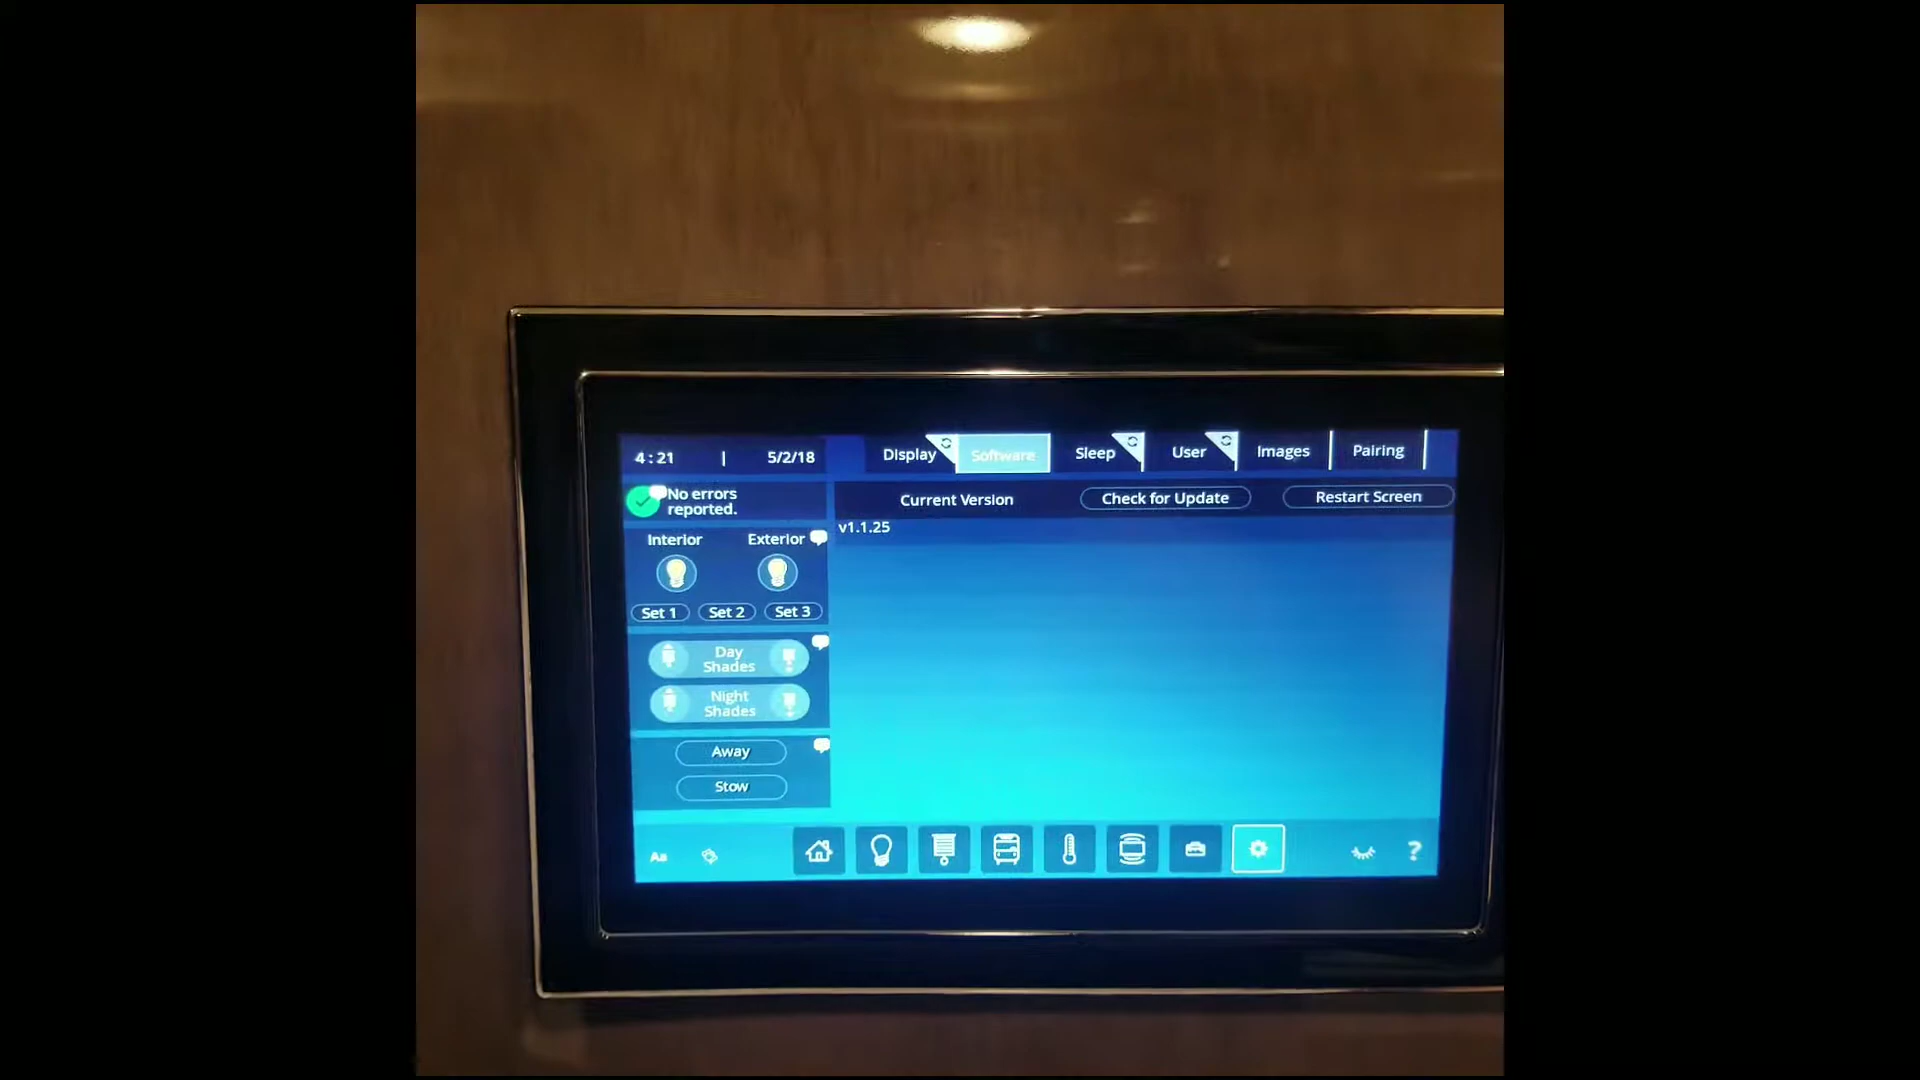 4:21 | 5/2/18
Display
Software
Sleep
User
Images
Pairing
No errors
reported.
Current Version
Check for Update
Restart Screen
v1.1.25
Interior
Exterior
Set 1
Set 2
Set 3
Day
Shades
Night
Shades
Away
Stow
Aa
?